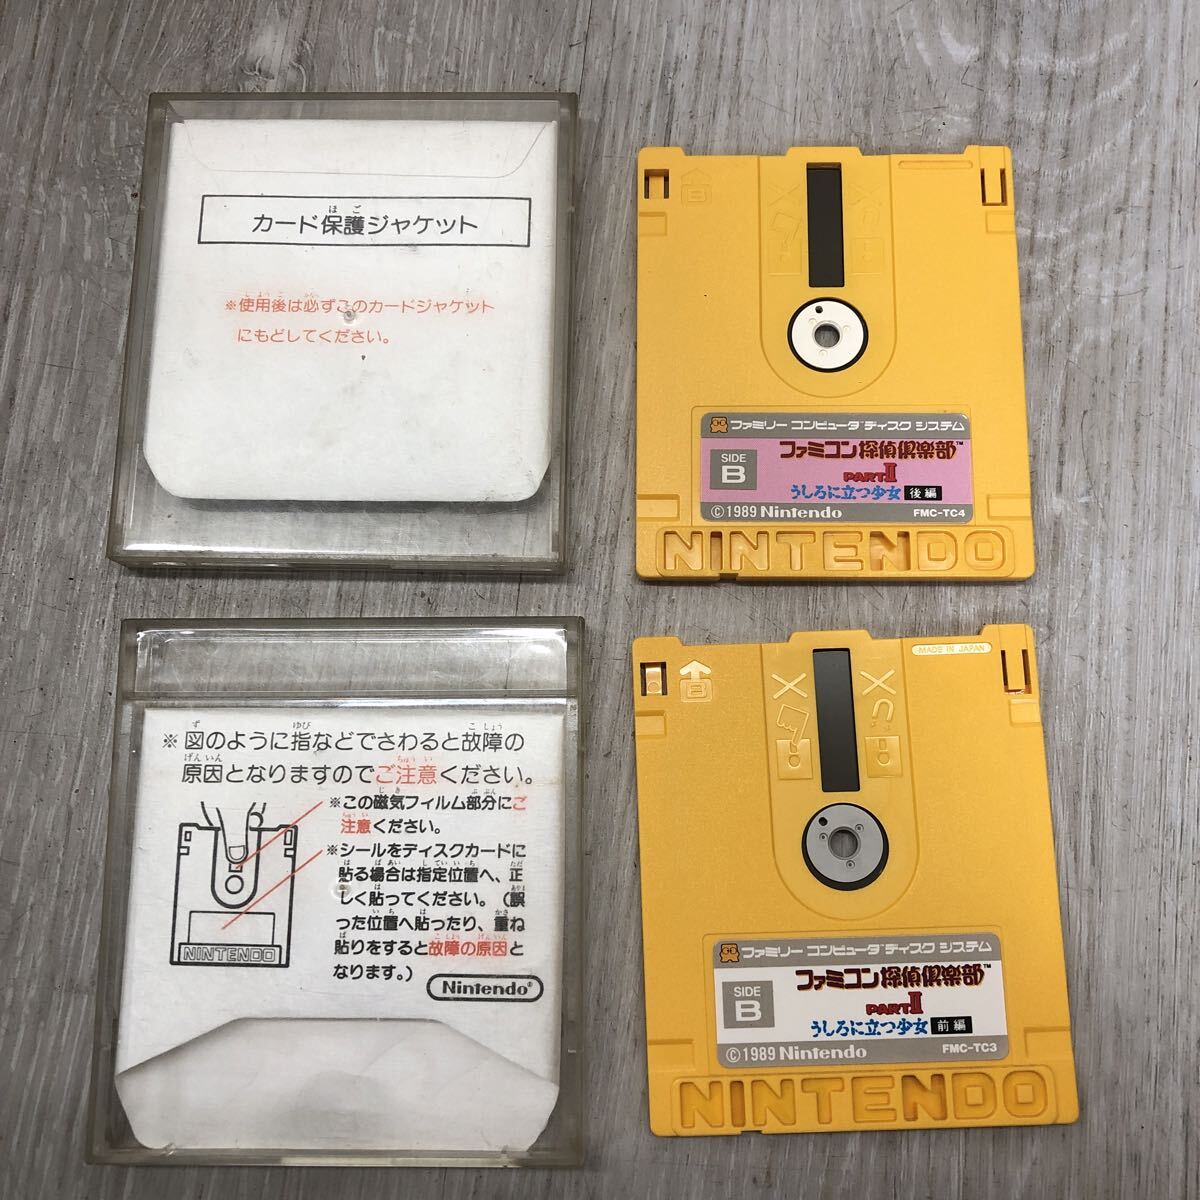 カード保護ジャケット
ほご
※使用後は必ずこのカードジャケット
にもどしてください。
B
ファミリー コンピュータ ディスク システム
SIDE
B
ファミコン探偵倶楽部™
PARTⅡ
うしろに立つ少女 後編
©1989 Nintendo FMC-TC4
NINTENDO
※図のように指などでさわると故障の
原因となりますのでご注意ください。
※この磁気フィルム部分にご
注意ください。
※シールをディスクカードに
貼る場合は指定位置へ、正
しく貼ってください。(誤
った位置へ貼ったり、重ね
貼りをすると故障の原因と
なります。)
NINTENDO
Nintendo®
B
MADE IN JAPAN
ファミリー コンピュータ ディスク システム
SIDE
B
ファミコン探偵倶楽部™
PARTⅡ
うしろに立つ少女 前編
©1989 Nintendo FMC-TC3
NINTENDO